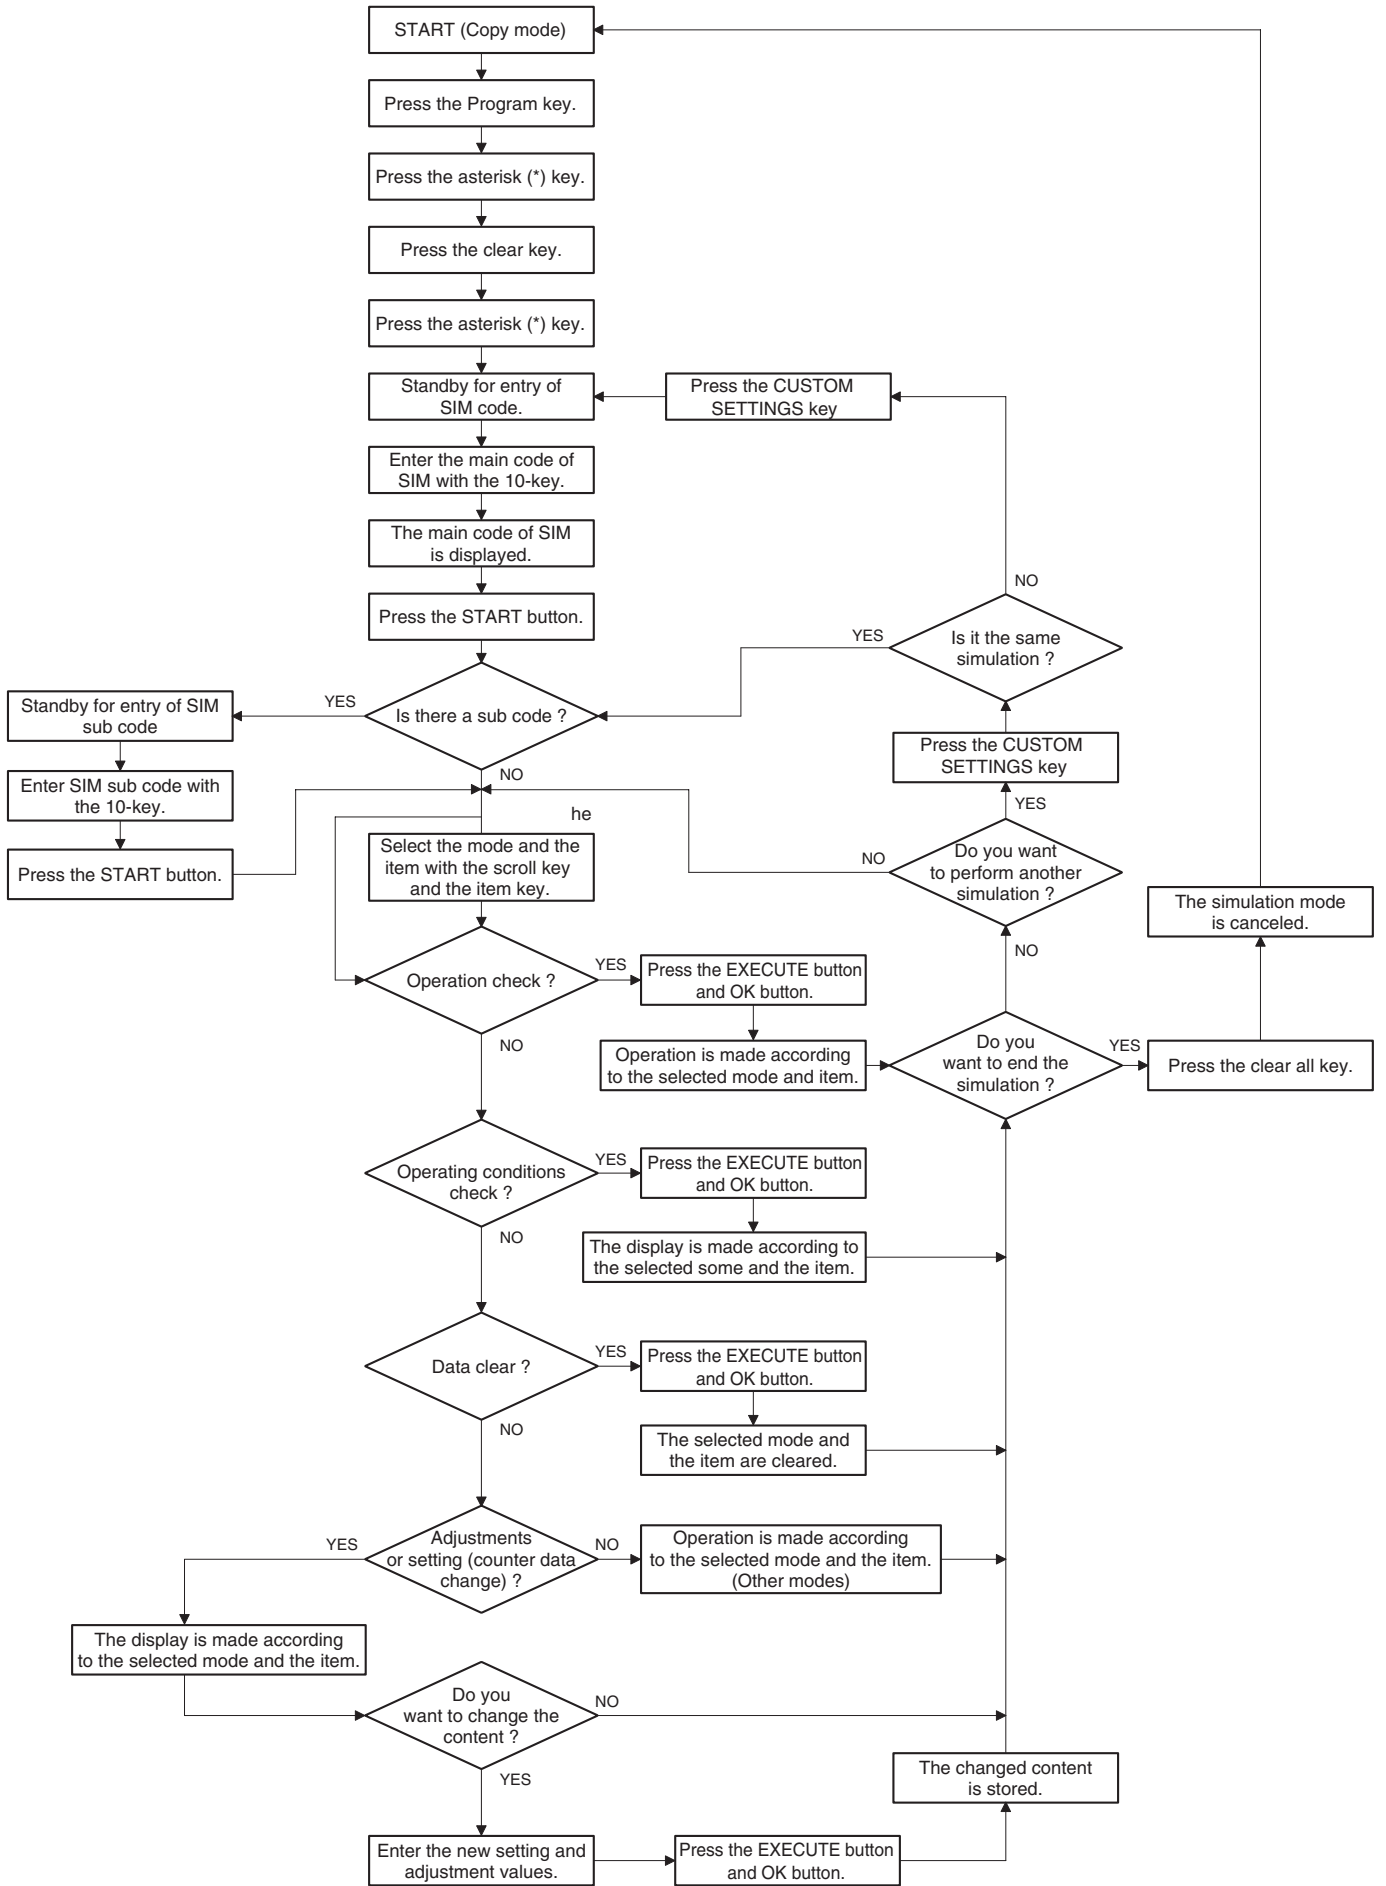 START (Copy mode)
Press the Program key.
Press the asterisk (*) key.
Press the clear key.
Press the asterisk (*) key.
Standby for entry of
SIM code.
Press the CUSTOM
SETTINGS key
Enter the main code of
SIM with the 10-key.
The main code of SIM
is displayed.
NO
Press the START button.
YES
Is it the same
simulation ?
YES
Standby for entry of SIM
sub code
Is there a sub code ?
Press the CUSTOM
SETTINGS key
NO
Enter SIM sub code with
the 10-key.
YES
he
Select the mode and the
item with the scroll key
and the item key.
Press the START button.
NO
Do you want
to perform another
simulation ?
The simulation mode
is canceled.
NO
Operation check ?
YES
Press the EXECUTE button
and OK button.
NO
Operation is made according
to the selected mode and item.
Do you
want to end the
simulation ?
YES
Press the clear all key.
Operating conditions
check ?
YES
Press the EXECUTE button
and OK button.
NO
The display is made according to
the selected some and the item.
Data clear ?
YES
Press the EXECUTE button
and OK button.
NO
The selected mode and
the item are cleared.
YES
Adjustments
or setting (counter data
change) ?
NO
Operation is made according
to the selected mode and the item.
(Other modes)
The display is made according
to the selected mode and the item.
Do you
want to change the
content ?
NO
YES
The changed content
is stored.
Enter the new setting and
adjustment values.
Press the EXECUTE button
and OK button.